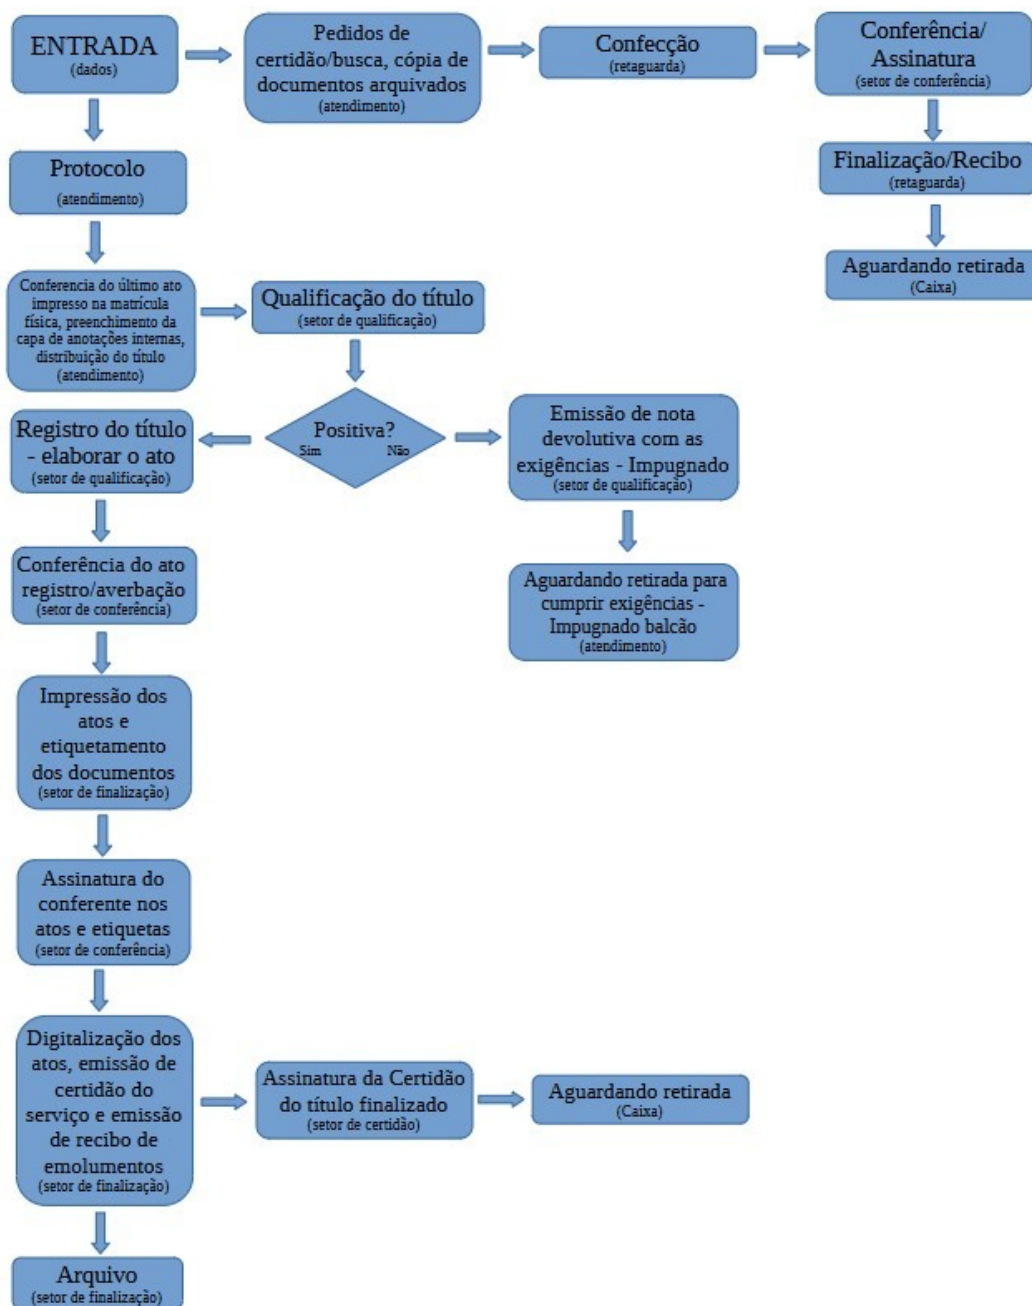 ENTRADA
(dados)
Pedidos de
certidão/busca, cópia de
documentos arquivados
(atendimento)
Confecção
(retaguarda)
Conferência/
Assinatura
(setor de conferência)
Protocolo
(atendimento)
Finalização/Recibo
(retaguarda)
Aguardando retirada
(Caixa)
Conferencia do último ato
impresso na matrícula
física, preenchimento da
capa de anotações internas,
distribuição do título
(atendimento)
Qualificação do título
(setor de qualificação)
Positiva?
Sim Não
Registro do título
- elaborar o ato
(setor de qualificação)
Emissão de nota
devolutiva com as
exigências - Impugnado
(setor de qualificação)
Conferência do ato
registro/averbação
(setor de conferência)
Aguardando retirada para
cumprir exigências -
Impugnado balcão
(atendimento)
Impressão dos
atos e
etiquetamento
dos documentos
(setor de finalização)
Assinatura do
conferente nos
atos e etiquetas
(setor de conferência)
Digitalização dos
atos, emissão de
certidão do
serviço e emissão
de recibo de
emolumentos
(setor de finalização)
Assinatura da Certidão
do título finalizado
(setor de certidão)
Aguardando retirada
(Caixa)
Arquivo
(setor de finalização)